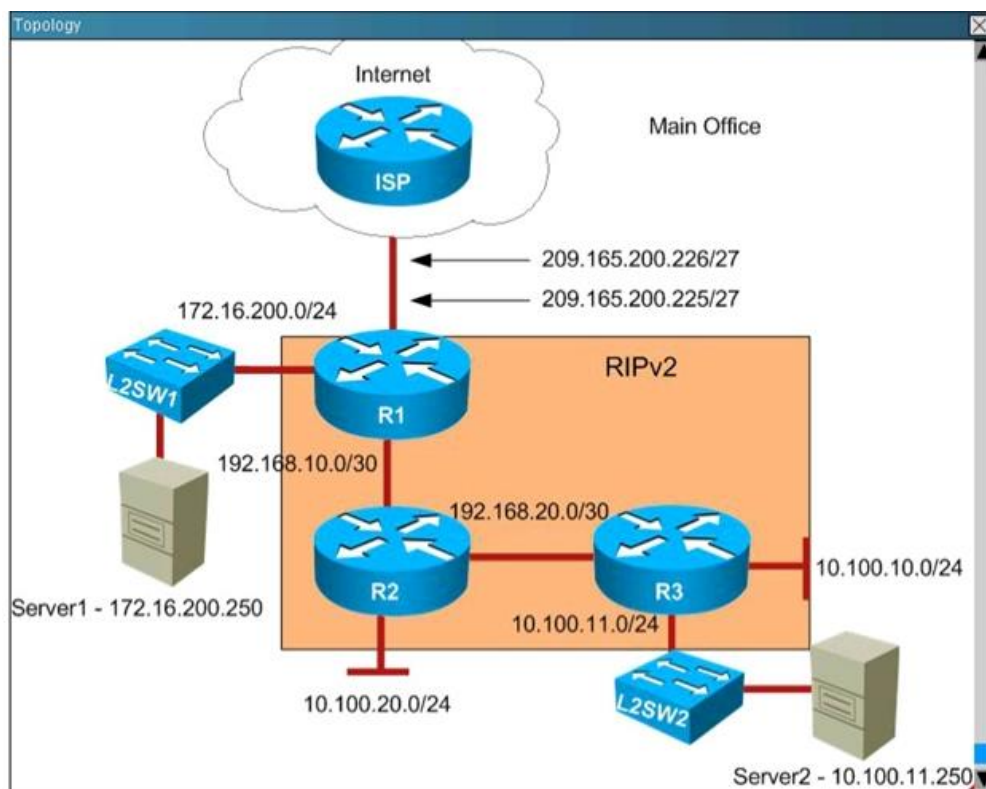 Topology
Internet
Main Office
ISP
209.165.200.226/27
209.165.200.225/27
172.16.200.0/24
RIPv2
L2SW1
R1
192.168.10.0/30
192.168.20.0/30
R2
R3
10.100.10.0/24
Server1 - 172.16.200.250
10.100.11.0/24
10.100.20.0/24
L2SW2
Server2 - 10.100.11.250